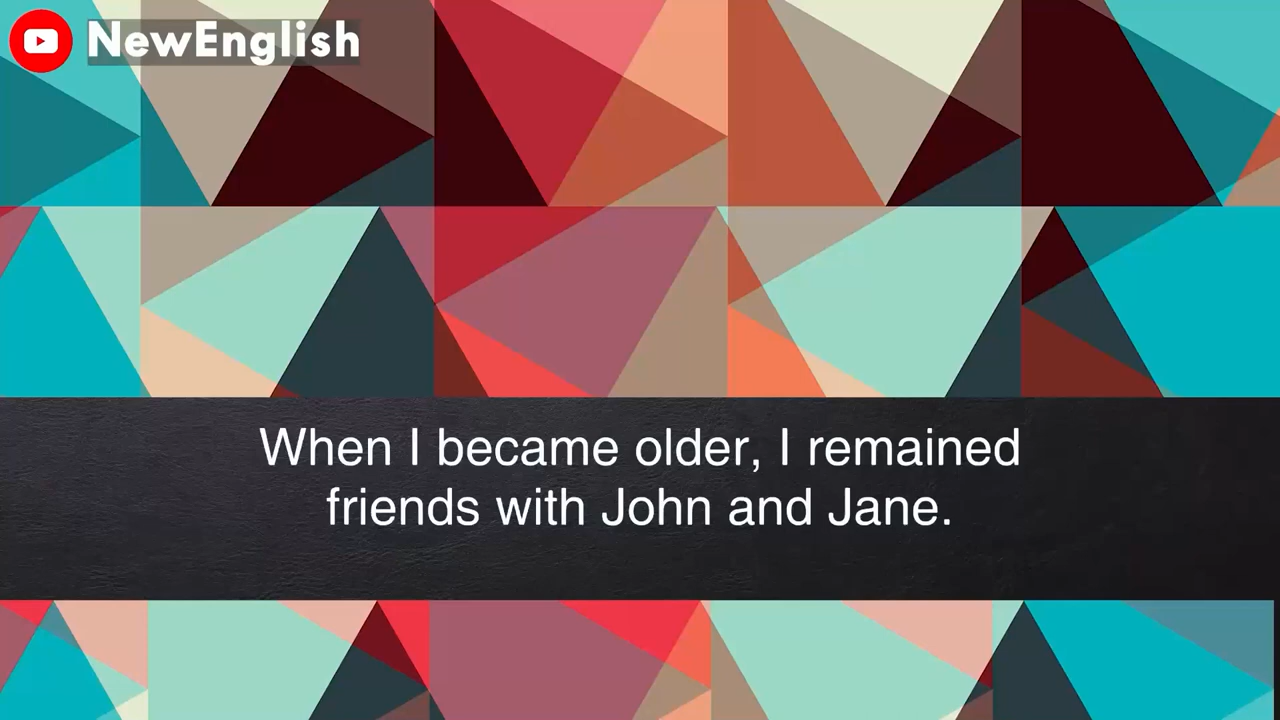 NewEnglish
When I became older, I remained
friends with John and Jane.